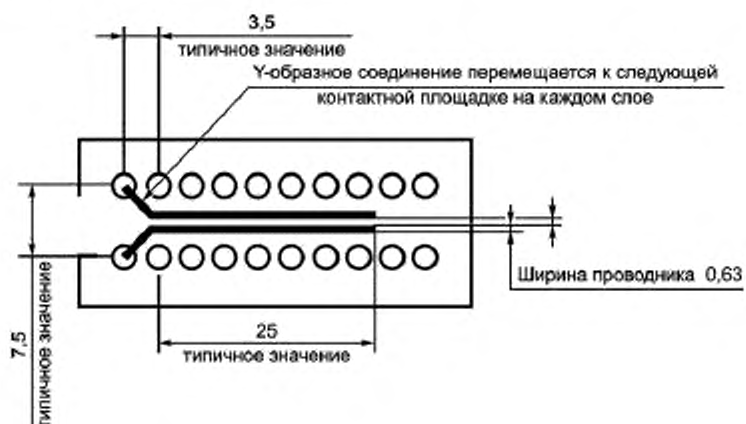 3,5
типичное значение
Y-образное соединение перемещается к следующей
контактной площадке на каждом слое
Ширина проводника 0,63
25
типичное значение
7,5
типичное значение